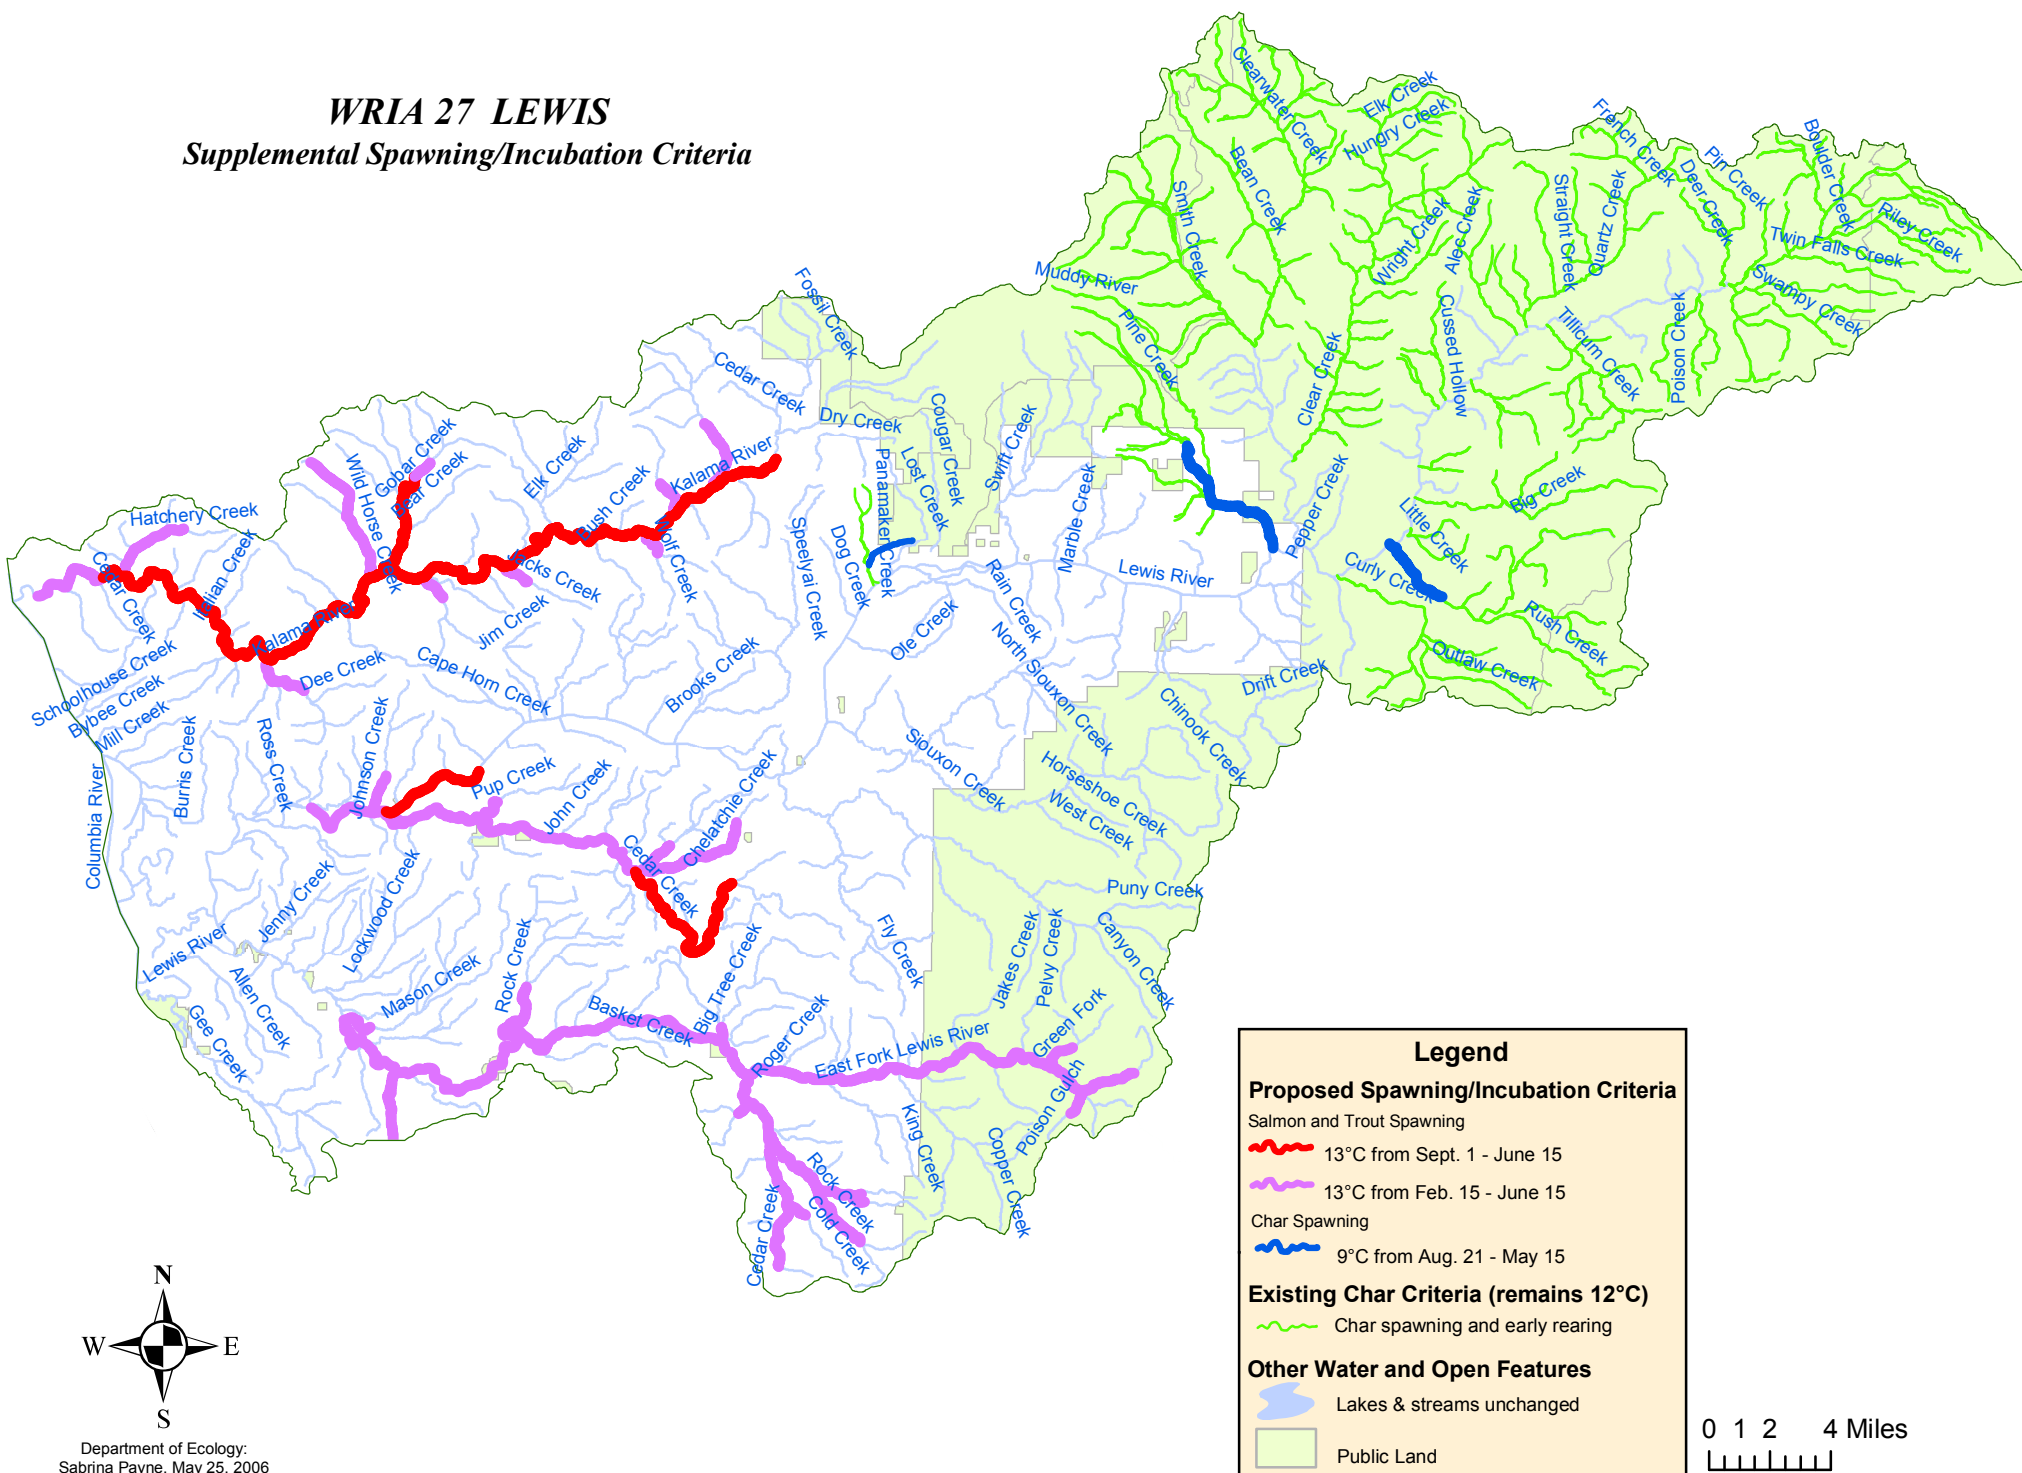 WRIA 27 LEWIS
Supplemental Spawning/Incubation Criteria
Clearwater Creek
Elk Creek
Hungry Creek
Bean Creek
Smith Creek
French Creek
Pin Creek
Boulder Creek
Deer Creek
Riley Creek
Straight Creek
Quartz Creek
Wright Creek
Alec Creek
Twin Falls Creek
Swampy Creek
Muddy River
Fossil Creek
Pine Creek
Cussed Hollow
Tillicum Creek
Poison Creek
Clear Creek
Cedar Creek
Dry Creek
Cougar Creek
Swift Creek
Panamaker Creek
Lost Creek
Marble Creek
Pepper Creek
Big Creek
Little Creek
Curly Creek
Rush Creek
Outlaw Creek
Gobar Creek
Bear Creek
Wild Horse Creek
Elk Creek
Bush Creek
Kalama River
Wolf Creek
Hatchery Creek
Cedar Creek
Italian Creek
Kalama River
Jacks Creek
Jim Creek
Speelyai Creek
Dog Creek
Ole Creek
Rain Creek
Lewis River
North Siouxon Creek
Drift Creek
Chinook Creek
Schoolhouse Creek
Bybee Creek
Mill Creek
Dee Creek
Cape Horn Creek
Brooks Creek
Burris Creek
Ross Creek
Johnson Creek
Pup Creek
John Creek
Chelatchie Creek
Cedar Creek
Siouxon Creek
Horseshoe Creek
West Creek
Puny Creek
Columbia River
Jenny Creek
Lockwood Creek
Lewis River
Allen Creek
Gee Creek
Mason Creek
Rock Creek
Basket Creek
Big Tree Creek
Fly Creek
Roger Creek
East Fork Lewis River
Jakes Creek
Pelvy Creek
Canyon Creek
Green Fork
Poison Gulch
King Creek
Copper Creek
Rock Creek
Cold Creek
Cedar Creek
Legend
Proposed Spawning/Incubation Criteria
Salmon and Trout Spawning
13°C from Sept. 1 - June 15
13°C from Feb. 15 - June 15
Char Spawning
9°C from Aug. 21 - May 15
Existing Char Criteria (remains 12°C)
Char spawning and early rearing
Other Water and Open Features
Lakes & streams unchanged
Public Land
N
W E
S
Department of Ecology:
Sabrina Payne, May 25, 2006
0 1 2 4 Miles